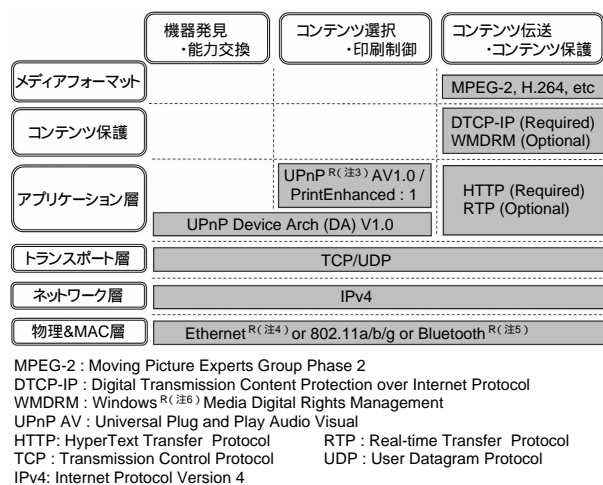 機器発見
・能力交換
コンテンツ選択
・印刷制御
コンテンツ伝送
・コンテンツ保護
メディアフォーマット
MPEG-2, H.264, etc
コンテンツ保護
DTCP-IP (Required)
WMDRM (Optional)
アプリケーション層
UPnP R(注3) AV1.0 /
PrintEnhanced : 1
HTTP (Required)
RTP (Optional)
UPnP Device Arch (DA) V1.0
トランスポート層
TCP/UDP
ネットワーク層
IPv4
物理&MAC層
Ethernet R(注4) or 802.11a/b/g or Bluetooth R(注5)
MPEG-2 : Moving Picture Experts Group Phase 2
DTCP-IP : Digital Transmission Content Protection over Internet Protocol
WMDRM : Windows R(注6) Media Digital Rights Management
UPnP AV : Universal Plug and Play Audio Visual
HTTP: HyperText Transfer Protocol RTP : Real-time Transfer Protocol
TCP : Transmission Control Protocol UDP : User Datagram Protocol
IPv4: Internet Protocol Version 4